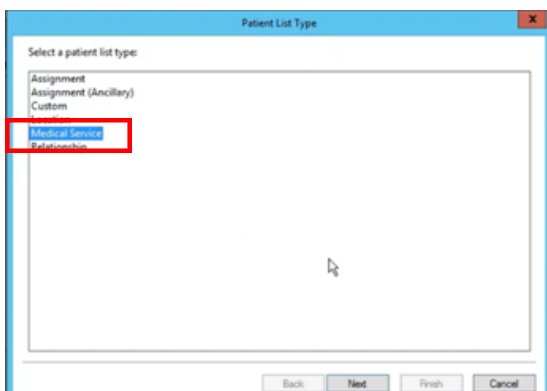 Patient List Type
x
Select a patient list type:
Assignment
Assignment (Ancillary)
Custom
Location
Medical Service
Relationship
Back Next Finish Cancel